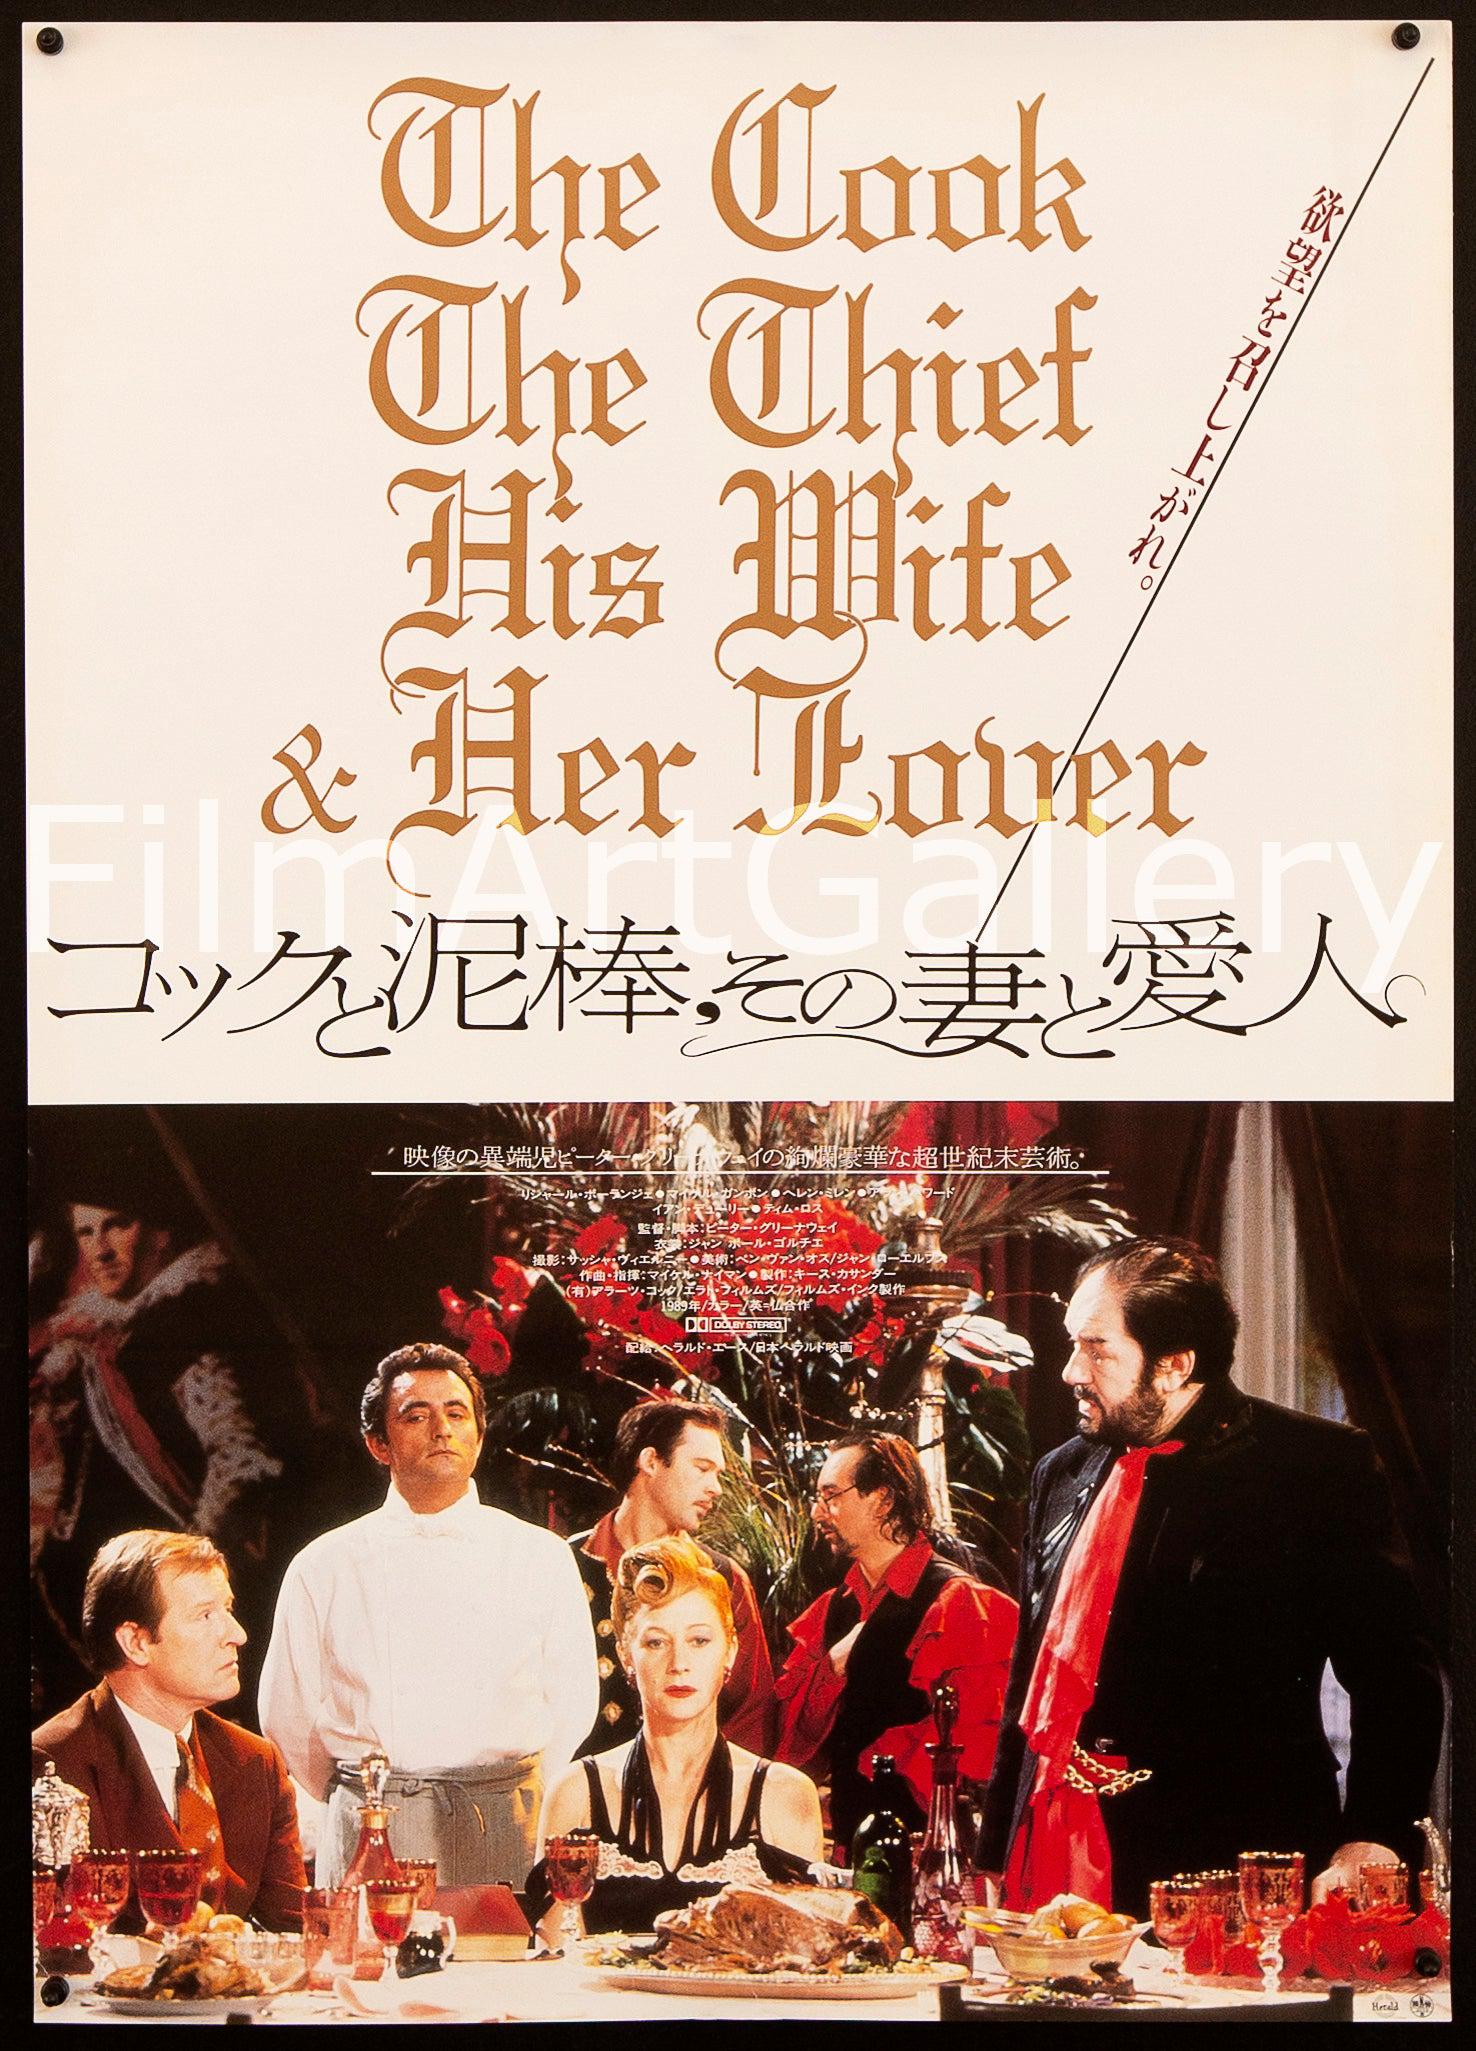 The Cook
The Thief
His Wife
& Her Lover
欲望を召し上がれ。
FilmArtGallery
コックと泥棒,その妻と愛人。
映像の異端児ピーター・グリーナウェイの絢爛豪華な超世紀末芸術。
リシャール・ボーランジェ●マイケル・ガンボン●ヘレン・ミレン●アラン・ハワード
イアン・デューリー●ティム・ロス
監督・脚本:ピーター・グリーナウェイ
衣裳:ジャン ポール・ゴルチエ
撮影:サッシャ・ヴィエルニー●美術:ベン・ヴァン・オス/ジャン・ローエルフス
作曲・指揮:マイケル・ナイマン●製作:キース・カサンダー
(有)アラーツ・コック/エラト・フィルムズ/フィルムズ・インク製作
1989年/カラー/英=仏合作
DOLBY STEREO
配給:ヘラルド・エース/日本ヘラルド映画
Herald